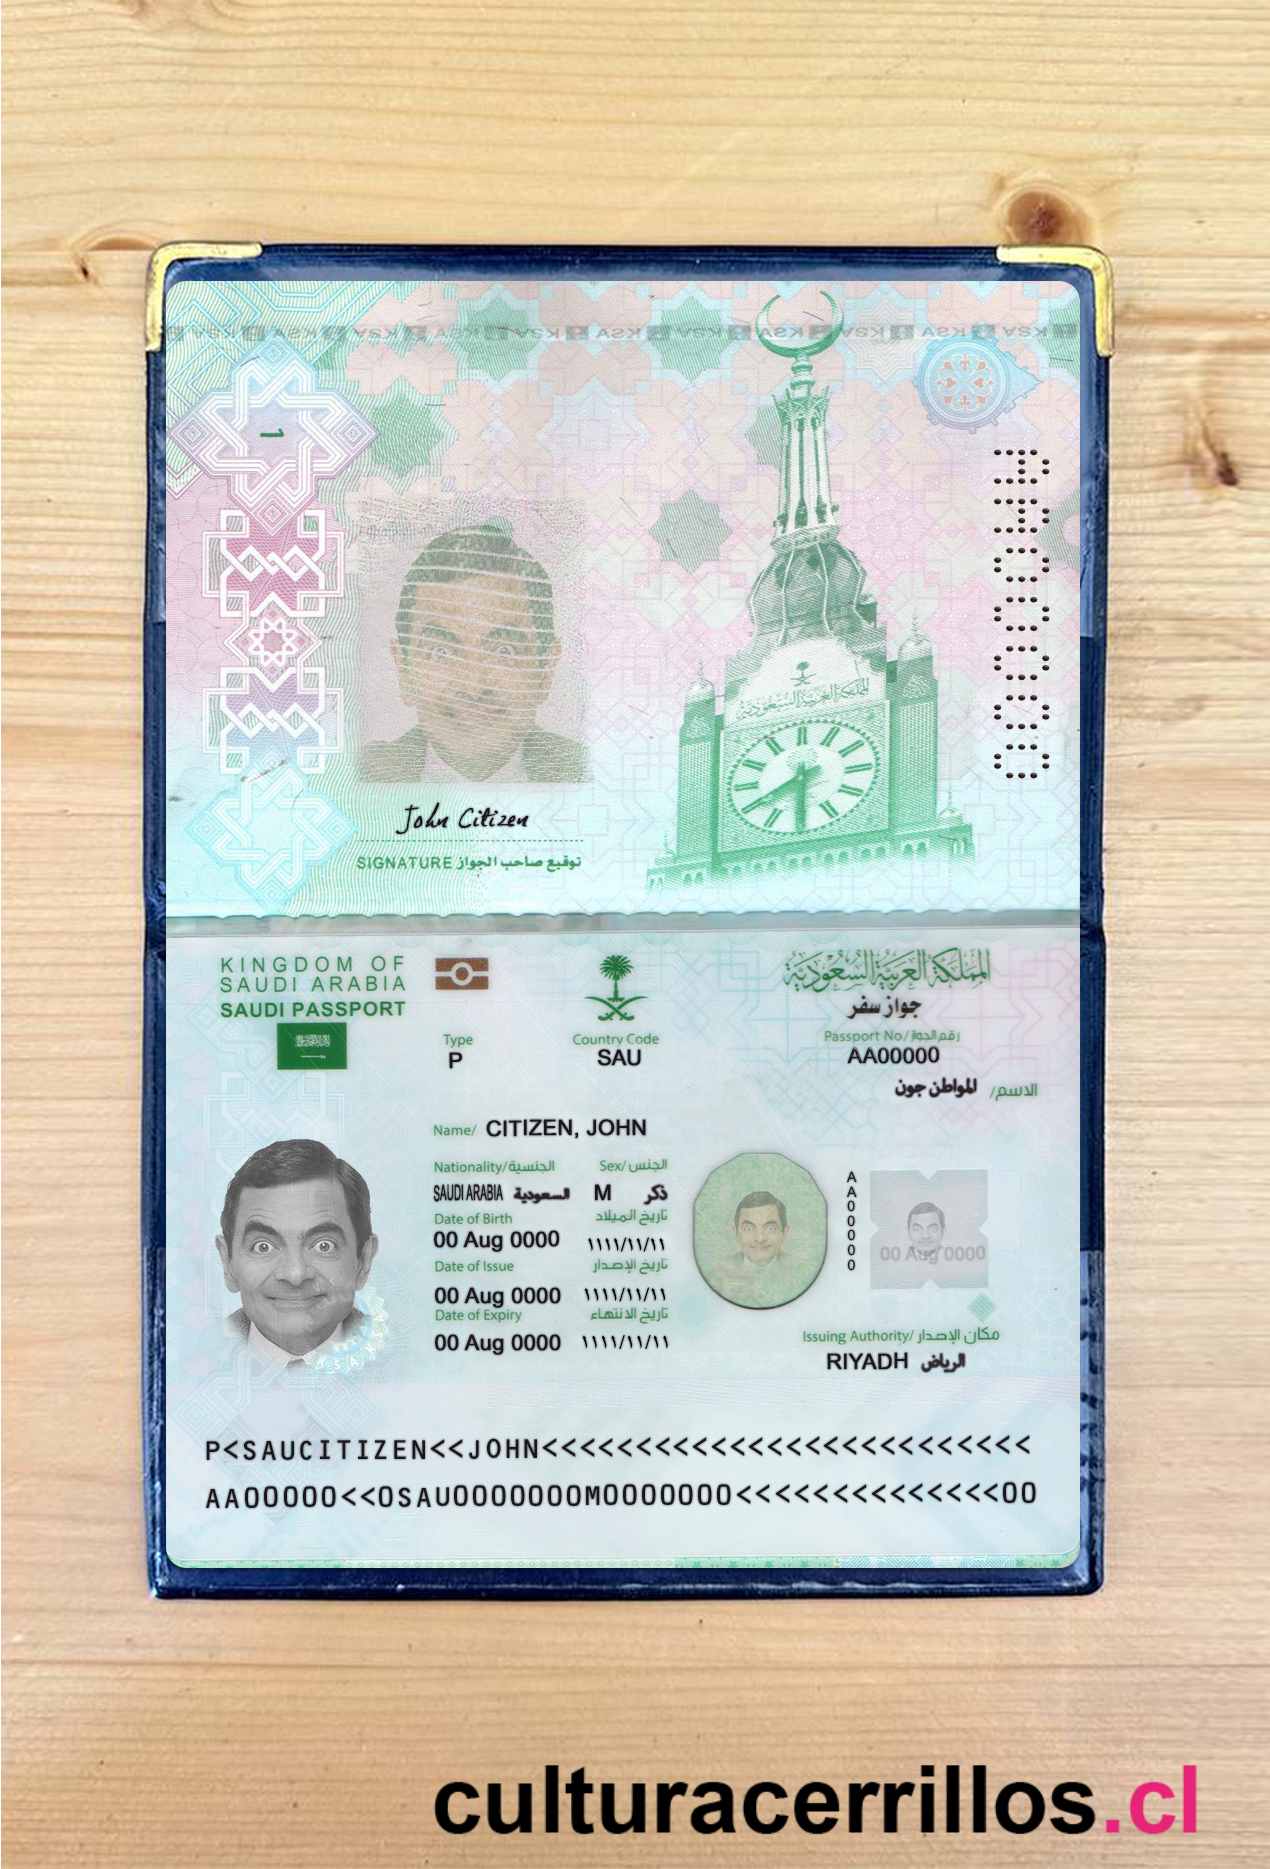 KSA KSA KSA KSA KSA KSA KSA KSA KSA KSA KSA
1
AA00000
المملكة العربية السعودية
John Citizen
SIGNATURE توقيع صاحب الجواز
KINGDOM OF
SAUDI ARABIA
SAUDI PASSPORT
المملكة العربية السعودية
جواز سفر
Type
P
Country Code
SAU
Passport No/رقم الجواز
AA00000
الاسم/ المواطن جون
Name/ CITIZEN, JOHN
Nationality/الجنسية Sex/الجنس
SAUDI ARABIA السعودية M ذكر
Date of Birth تاريخ الميلاد
00 Aug 0000 ١١١١/١١/١١
Date of Issue تاريخ الإصدار
00 Aug 0000 ١١١١/١١/١١
Date of Expiry تاريخ الانتهاء
00 Aug 0000 ١١١١/١١/١١
AA00000
00 Aug 0000
Issuing Authority/ مكان الإصدار
RIYADH الرياض
P<SAUCITIZEN<<JOHN<<<<<<<<<<<<<<<<<<<<<<<<<<
AA00000<<0SAU0000000M0000000<<<<<<<<<<<<<<00
culturacerrillos.cl